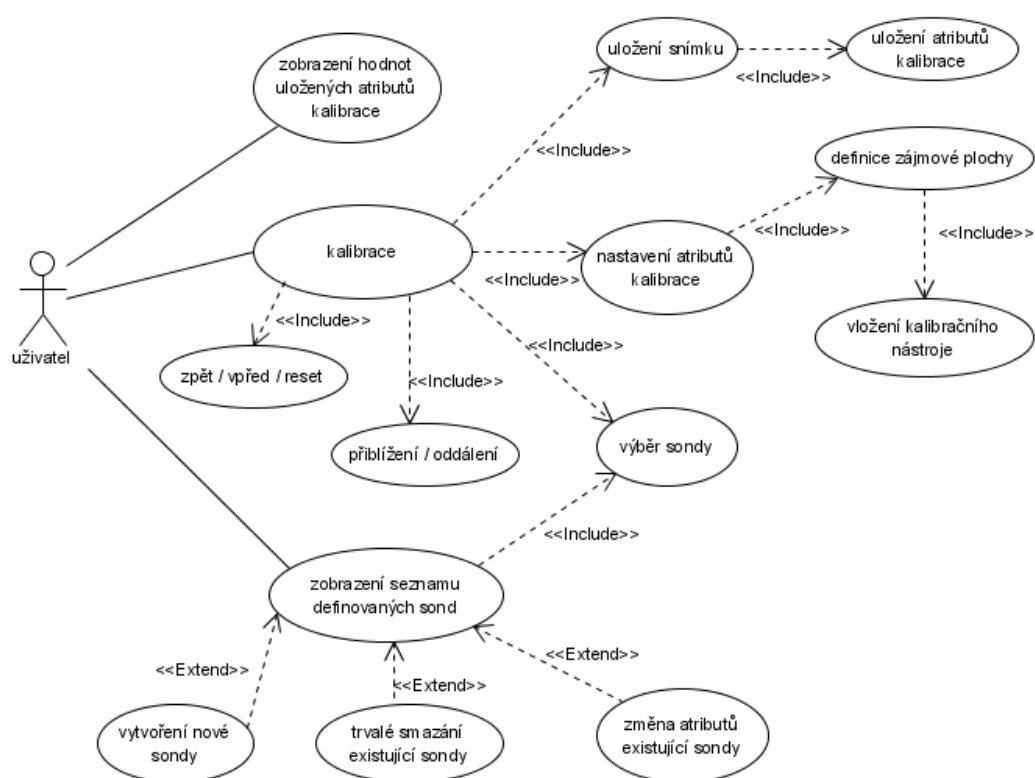 uložení snímku
uložení atributů
kalibrace
<<Include>>
zobrazení hodnot
uložených atributů
kalibrace
<<Include>>
definice zájmové plochy
<<Include>>
<<Include>>
kalibrace
<<Include>>
nastavení atributů
kalibrace
uživatel
<<Include>>
<<Include>>
vložení kalibračního
nástroje
zpět / vpřed / reset
<<Include>>
přiblížení / oddálení
výběr sondy
<<Include>>
zobrazení seznamu
definovaných sond
<<Extend>>
<<Extend>>
<<Extend>>
vytvoření nové
sondy
trvalé smazání
existující sondy
změna atributů
existující sondy